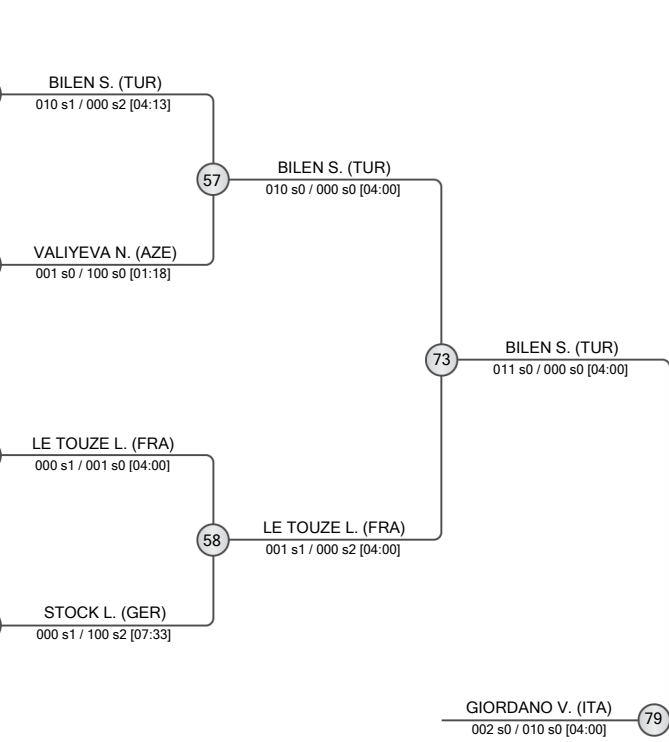 BILEN S. (TUR)
010 s1 / 000 s2 [04:13]
57
BILEN S. (TUR)
010 s0 / 000 s0 [04:00]
VALIYEVA N. (AZE)
001 s0 / 100 s0 [01:18]
73
BILEN S. (TUR)
011 s0 / 000 s0 [04:00]
LE TOUZE L. (FRA)
000 s1 / 001 s0 [04:00]
58
LE TOUZE L. (FRA)
001 s1 / 000 s2 [04:00]
STOCK L. (GER)
000 s1 / 100 s2 [07:33]
GIORDANO V. (ITA)
002 s0 / 010 s0 [04:00]
79